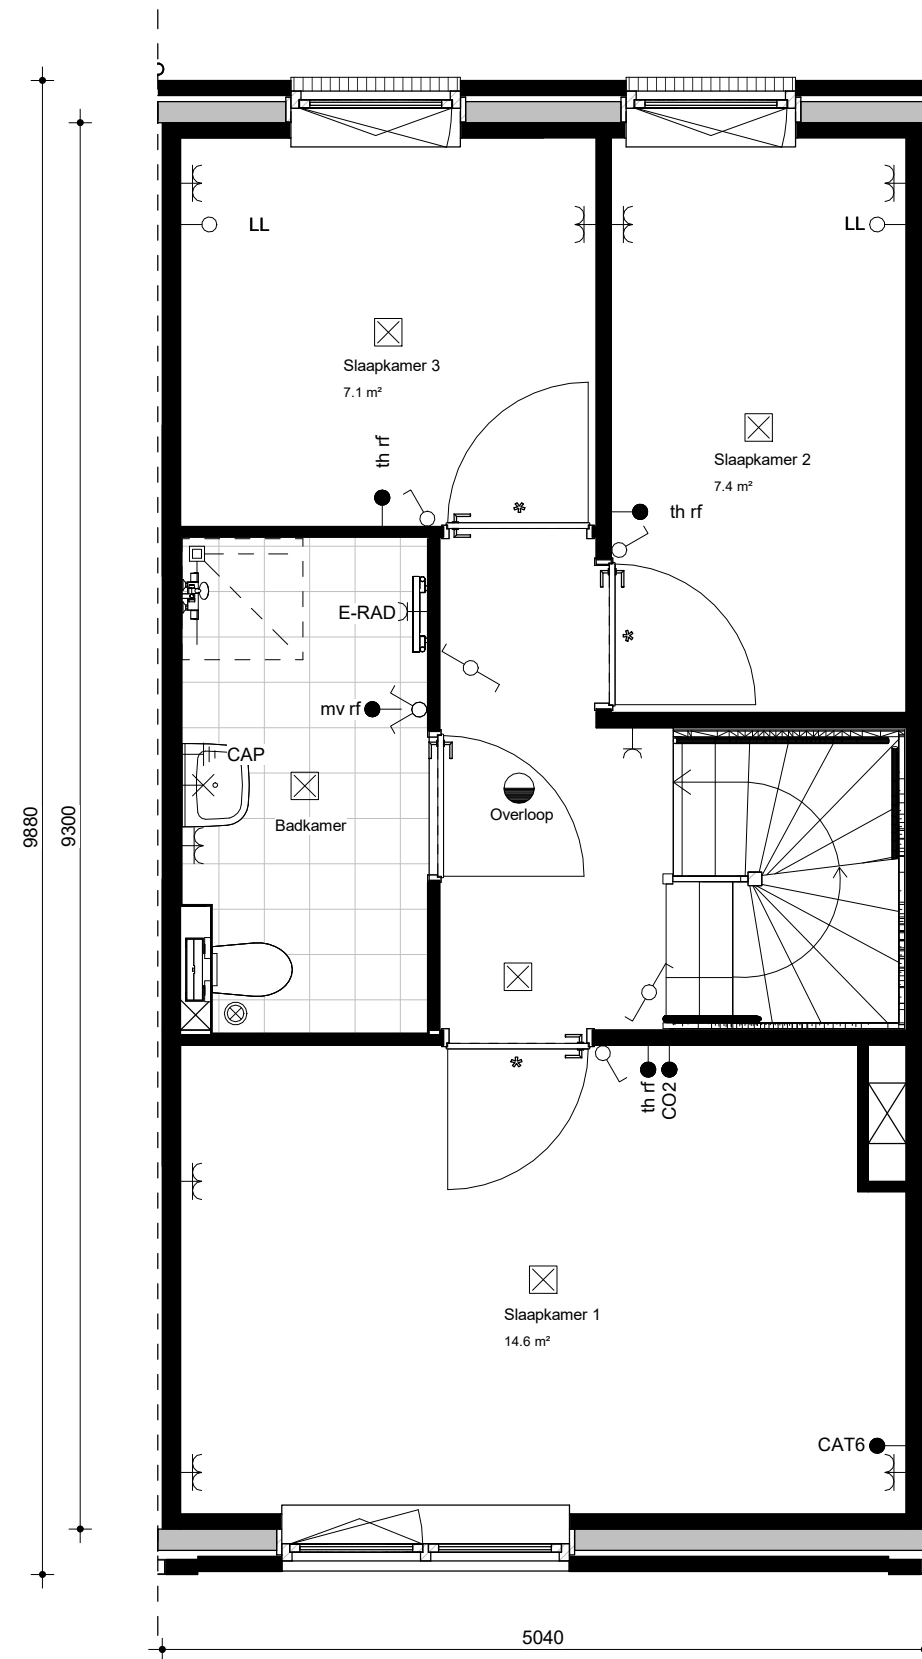 LL
LL
Slaapkamer 3
7.1 m²
Slaapkamer 2
7.4 m²
th rf
th rf
*
E-RAD
*
mv rf
CAP
Badkamer
Overloop
9880
9300
*
th rf
CO2
Slaapkamer 1
14.6 m²
CAT6
5040